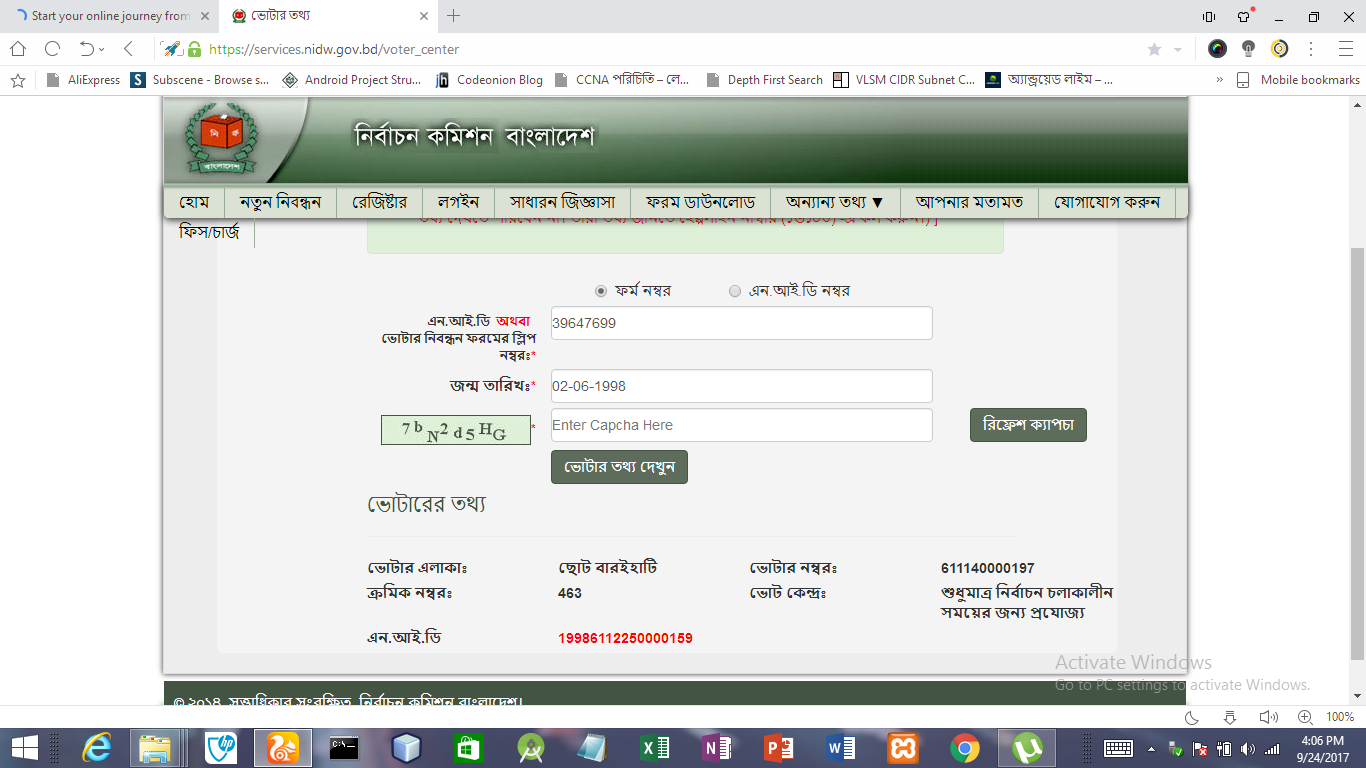 Start your online journey from
ভোটার তথ্য
https://services.nidw.gov.bd/voter_center
AliExpress
Subscene - Browse s...
Android Project Stru...
Codeonion Blog
CCNA পরিচিতি – লে...
Depth First Search
VLSM CIDR Subnet C...
অ্যান্ড্রয়েড লাইম – ...
»
Mobile bookmarks
নির্বাচন কমিশন বাংলাদেশ
বাংলাদেশ
হোম
নতুন নিবন্ধন
রেজিষ্টার
লগইন
সাধারন জিজ্ঞাসা
ফরম ডাউনলোড
অন্যান্য তথ্য ▼
আপনার মতামত
যোগাযোগ করুন
ফিস/চার্জ
ফর্ম নম্বর
এন.আই.ডি নম্বর
এন.আই.ডি অথবা
ভোটার নিবন্ধন ফরমের স্লিপ
নম্বরঃ*
39647699
জন্ম তারিখঃ*
02-06-1998
7 b N 2 d 5 H G *
Enter Capcha Here
রিফ্রেশ ক্যাপচা
ভোটার তথ্য দেখুন
ভোটারের তথ্য
ভোটার এলাকাঃ
ছোট বারইহাটি
ভোটার নম্বরঃ
611140000197
ক্রমিক নম্বরঃ
463
ভোট কেন্দ্রঃ
শুধুমাত্র নির্বাচন চলাকালীন
সময়ের জন্য প্রযোজ্য
এন.আই.ডি
19986112250000159
Activate Windows
Go to PC settings to activate Windows.
© ২০১৪, সত্ত্বাধিকার সংরক্ষিত, নির্বাচন কমিশন বাংলাদেশ।
100%
4:06 PM
9/24/2017